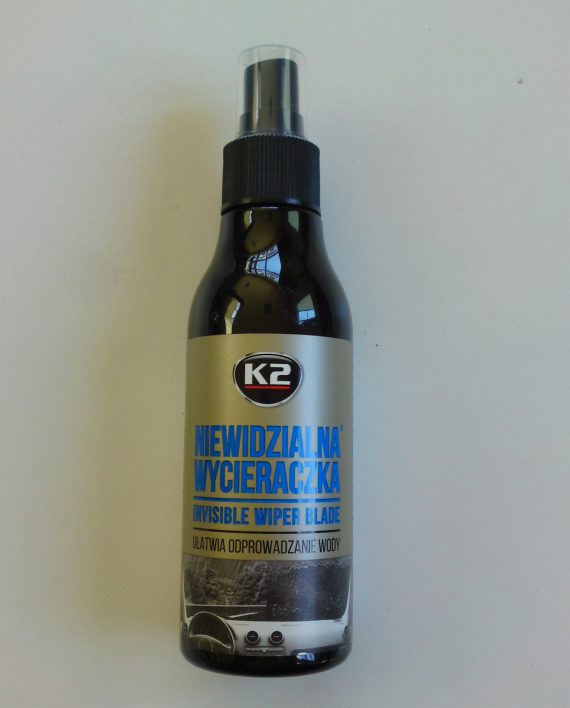 K2
NIEWIDZIALNA®
WYCIERACZKA
INVISIBLE WIPER BLADE
UŁATWIA ODPROWADZANIE WODY